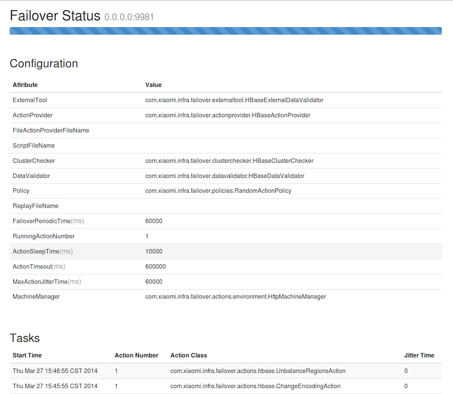 Failover Status 0.0.0.0:9981
Configuration
Attribute Value
ExternalTool com.xiaomi.infra.failover.externaltool.HBaseExternalDataValidator
ActionProvider com.xiaomi.infra.failover.actionprovider.HBaseActionProvider
FileActionProviderFileName
ScriptFileName
ClusterChecker com.xiaomi.infra.failover.clusterchecker.HBaseClusterChecker
DataValidator com.xiaomi.infra.failover.datavalidator.HBaseDataValidator
Policy com.xiaomi.infra.failover.policies.RandomActionPolicy
ReplayFileName
FailoverPeriodicTime(ms) 60000
RunningActionNumber 1
ActionSleepTime(ms) 10000
ActionTimeout(ms) 600000
MaxActionJitterTime(ms) 60000
MachineManager com.xiaomi.infra.failover.actions.environment.HttpMachineManager
Tasks
Start Time Action Number Action Class Jitter Time
Thu Mar 27 15:46:55 CST 2014 1 com.xiaomi.infra.failover.actions.hbase.UnbalanceRegionsAction 0
Thu Mar 27 15:45:55 CST 2014 1 com.xiaomi.infra.failover.actions.hbase.ChangeEncodingAction 0